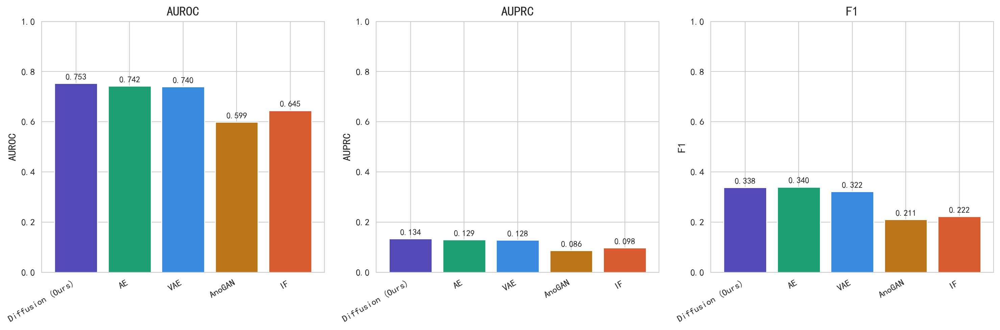 AUROC
1.0
0.8
0.6
0.4
0.2
0.0
AUROC
0.753
0.742
0.740
0.599
0.645
Diffusion (Ours)
AE
VAE
AnoGAN
IF
AUPRC
1.0
0.8
0.6
0.4
0.2
0.0
AUPRC
0.134
0.129
0.128
0.086
0.098
Diffusion (Ours)
AE
VAE
AnoGAN
IF
F1
1.0
0.8
0.6
0.4
0.2
0.0
F1
0.338
0.340
0.322
0.211
0.222
Diffusion (Ours)
AE
VAE
AnoGAN
IF